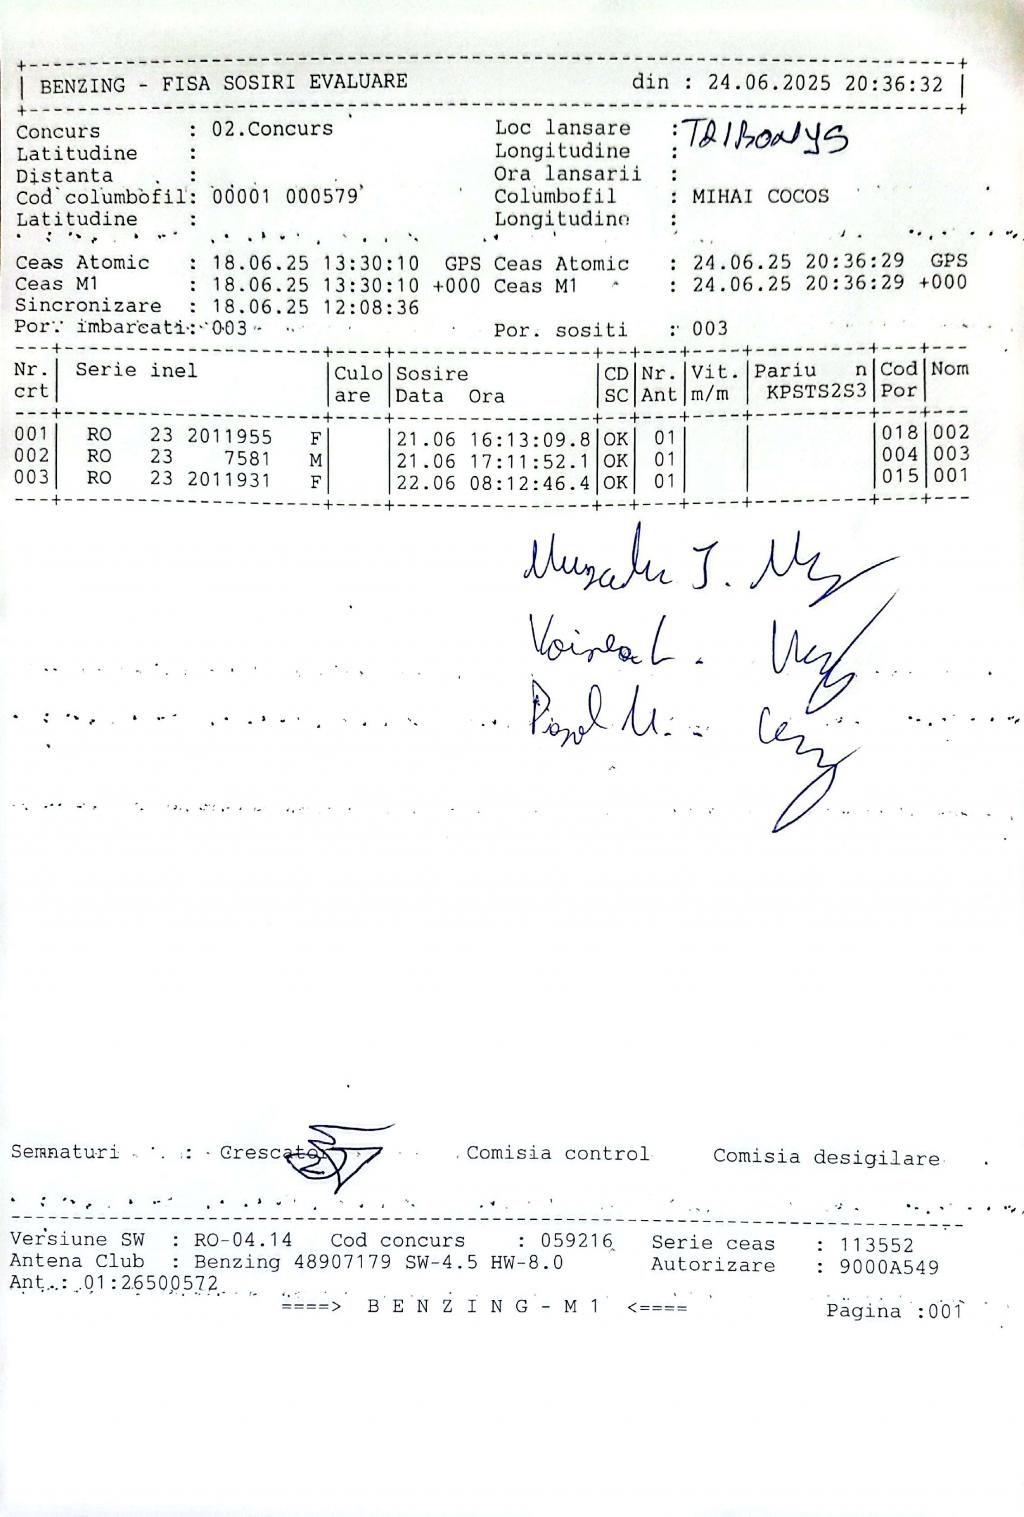 BENZING - FISA SOSIRI EVALUARE din : 24.06.2025 20:36:32
Concurs : 02.Concurs Loc lansare :
Latitudine : Longitudine :
Distanta : Ora lansarii :
Cod columbofil: 00001 000579 Columbofil : MIHAI COCOS
Latitudine : Longitudine :
Ceas Atomic : 18.06.25 13:30:10 GPS Ceas Atomic : 24.06.25 20:36:29 GPS
Ceas M1 : 18.06.25 13:30:10 +000 Ceas M1 : 24.06.25 20:36:29 +000
Sincronizare : 18.06.25 12:08:36
Por. imbarcati: 003 Por. sositi : 003
Nr. Serie inel Culo Sosire CD Nr. Vit. Pariu n Cod Nom
crt are Data Ora SC Ant m/m KPSTS2S3 Por
001 RO 23 2011955 F 21.06 16:13:09.8 OK 01 018 002
002 RO 23 7581 M 21.06 17:11:52.1 OK 01 004 003
003 RO 23 2011931 F 22.06 08:12:46.4 OK 01 015 001
Semnaturi : Crescator Comisia control Comisia desigilare
Versiune SW : RO-04.14 Cod concurs : 059216 Serie ceas : 113552
Antena Club : Benzing 48907179 SW-4.5 HW-8.0 Autorizare : 9000A549
Ant.: 01:26500572
====> B E N Z I N G - M 1 <==== Pagina :001